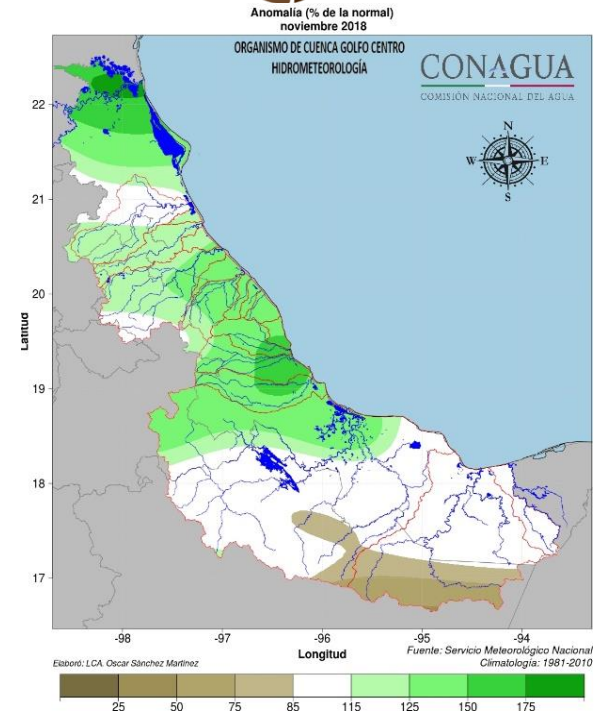 Anomalía (% de la normal)
noviembre 2018
ORGANISMO DE CUENCA GOLFO CENTRO
HIDROMETEOROLOGÍA
CONAGUA
COMISIÓN NACIONAL DEL AGUA
N
W
E
S
22
21
20
19
18
17
Latitud
-98
-97
-96
-95
-94
Longitud
Fuente: Servicio Meteorológico Nacional
Elaboró: LCA. Oscar Sánchez Martínez
Climatología: 1981-2010
25
50
75
85
115
125
150
175